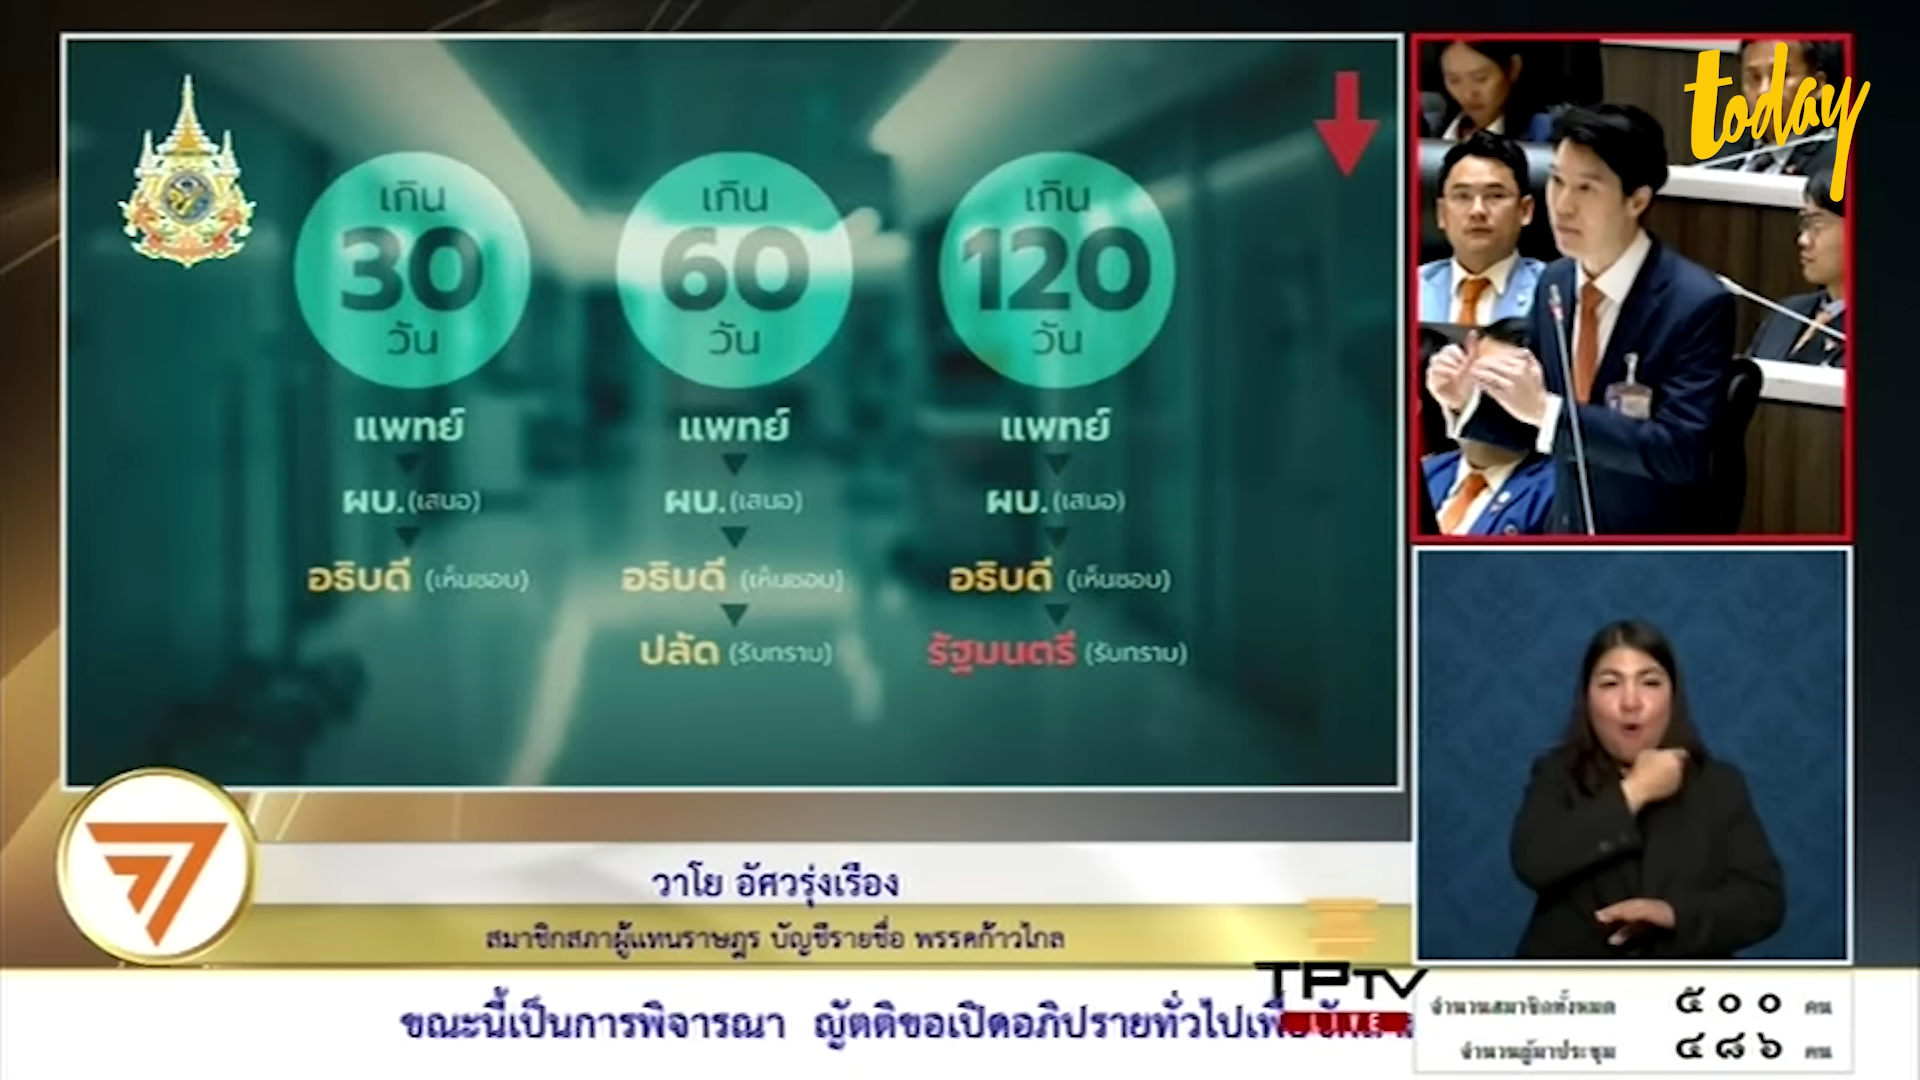 today
เกิน
30
วัน
เกิน
60
วัน
เกิน
120
วัน
แพทย์
ผบ.(เสนอ)
อธิบดี (เห็นชอบ)
แพทย์
ผบ.(เสนอ)
อธิบดี (เห็นชอบ)
ปลัด (รับทราบ)
แพทย์
ผบ.(เสนอ)
อธิบดี (เห็นชอบ)
รัฐมนตรี (รับทราบ)
วาโย อัศวรุ่งเรือง
สมาชิกสภาผู้แทนราษฎร บัญชีรายชื่อ พรรคก้าวไกล
ขณะนี้เป็นการพิจารณา ญัตติขอเปิดอภิปรายทั่วไปเพื่อ
TPTV
LIVE
จำนวนสมาชิกทั้งหมด ๕๐๐ คน
จำนวนผู้มาประชุม ๔๘๖ คน